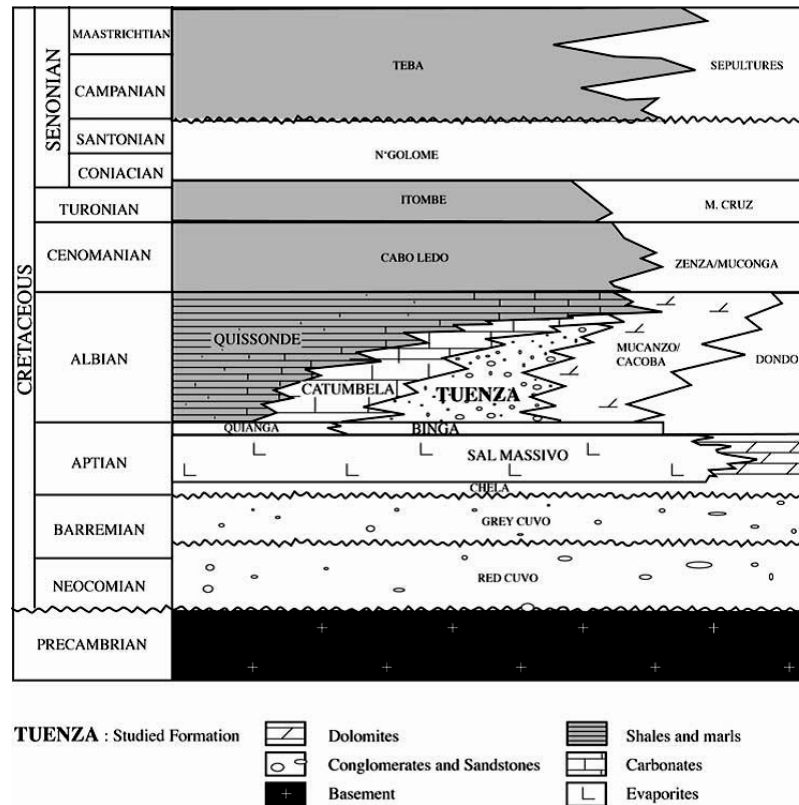 SENONIAN
CRETACEOUS
MAASTRICHTIAN
TEBA
SEPULTURES
CAMPANIAN
SANTONIAN
N'GOLOME
CONIACIAN
ITOMBE
TURONIAN
M. CRUZ
CENOMANIAN
CABO LEDO
ZENZA/MUCONGA
QUISSONDE
MUCANZO/
CACOBA
ALBIAN
DONDO
CATUMBELA
TUENZA
QUIANGA
BINGA
SAL MASSIVO
APTIAN
CHELA
GREY CUVO
BARREMIAN
RED CUVO
NEOCOMIAN
PRECAMBRIAN
TUENZA : Studied Formation
Dolomites
Shales and marls
Conglomerates and Sandstones
Carbonates
Basement
Evaporites